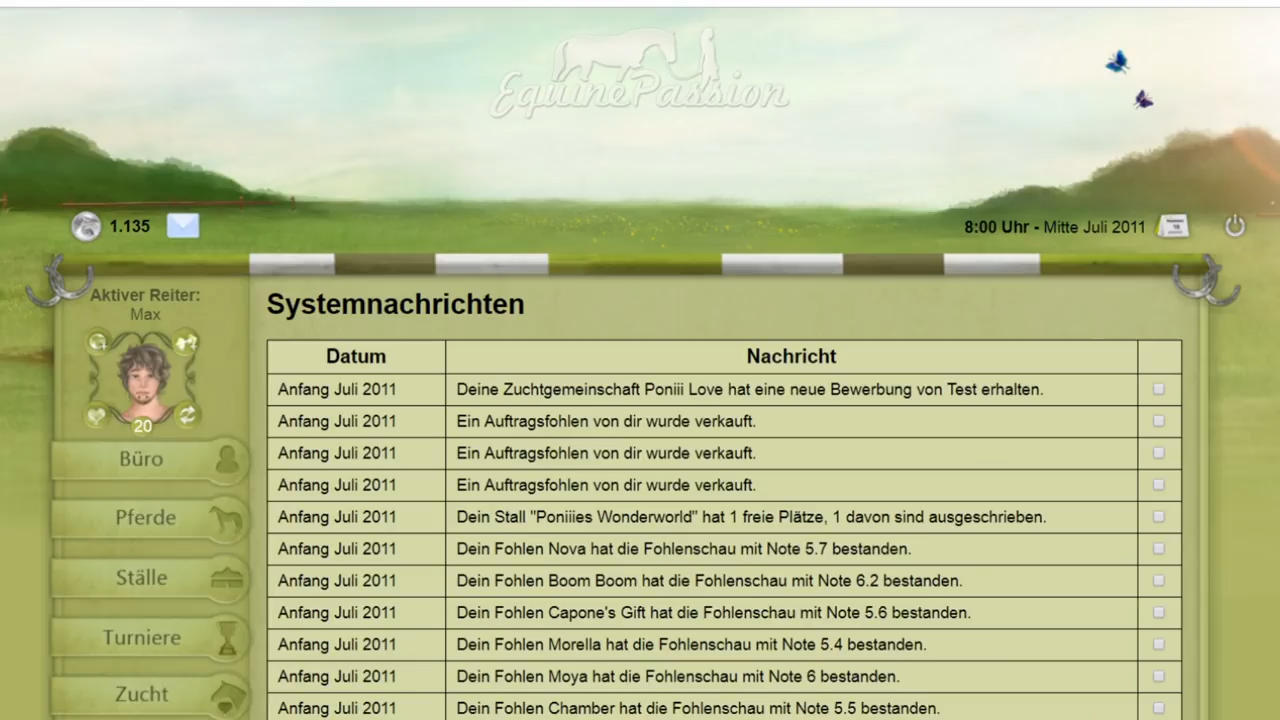 EquinePassion
1.135
8:00 Uhr - Mitte Juli 2011
Aktiver Reiter:
Max
20
Büro
Pferde
Ställe
Turniere
Zucht
Systemnachrichten
Datum Nachricht
Anfang Juli 2011 Deine Zuchtgemeinschaft Poniii Love hat eine neue Bewerbung von Test erhalten.
Anfang Juli 2011 Ein Auftragsfohlen von dir wurde verkauft.
Anfang Juli 2011 Ein Auftragsfohlen von dir wurde verkauft.
Anfang Juli 2011 Ein Auftragsfohlen von dir wurde verkauft.
Anfang Juli 2011 Dein Stall "Poniiies Wonderworld" hat 1 freie Plätze, 1 davon sind ausgeschrieben.
Anfang Juli 2011 Dein Fohlen Nova hat die Fohlenschau mit Note 5.7 bestanden.
Anfang Juli 2011 Dein Fohlen Boom Boom hat die Fohlenschau mit Note 6.2 bestanden.
Anfang Juli 2011 Dein Fohlen Capone's Gift hat die Fohlenschau mit Note 5.6 bestanden.
Anfang Juli 2011 Dein Fohlen Morella hat die Fohlenschau mit Note 5.4 bestanden.
Anfang Juli 2011 Dein Fohlen Moya hat die Fohlenschau mit Note 6 bestanden.
Anfang Juli 2011 Dein Fohlen Chamber hat die Fohlenschau mit Note 5.5 bestanden.